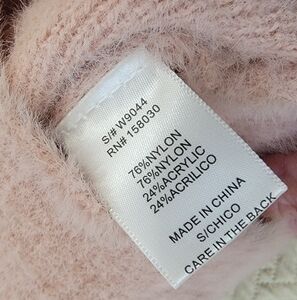 S/# W9044
RN# 158030
76%NYLON
76%NYLON
24%ACRYLIC
24%ACRILICO
MADE IN CHINA
S/CHICO
CARE IN THE BACK